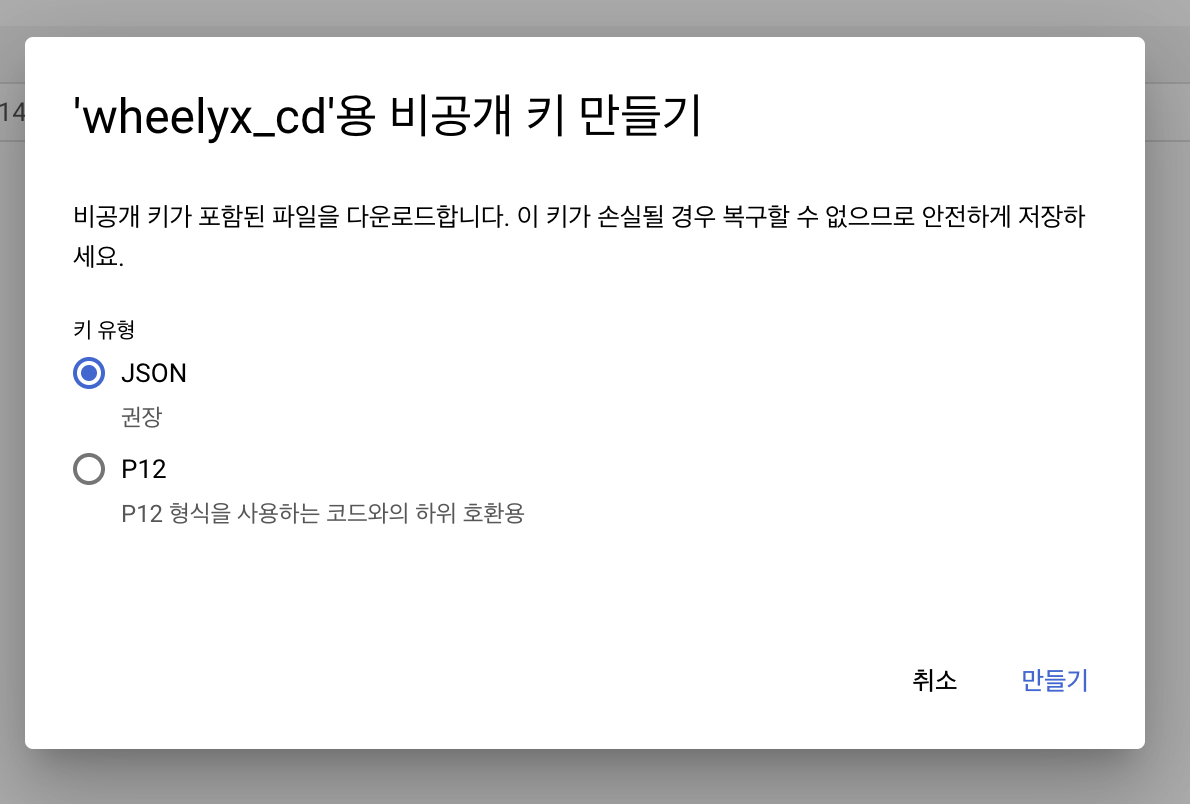 'wheelyx_cd'용 비공개 키 만들기
14
비공개 키가 포함된 파일을 다운로드합니다. 이 키가 손실될 경우 복구할 수 없으므로 안전하게 저장하
세요.
키 유형
JSON
권장
P12
P12 형식을 사용하는 코드와의 하위 호환용
취소 만들기